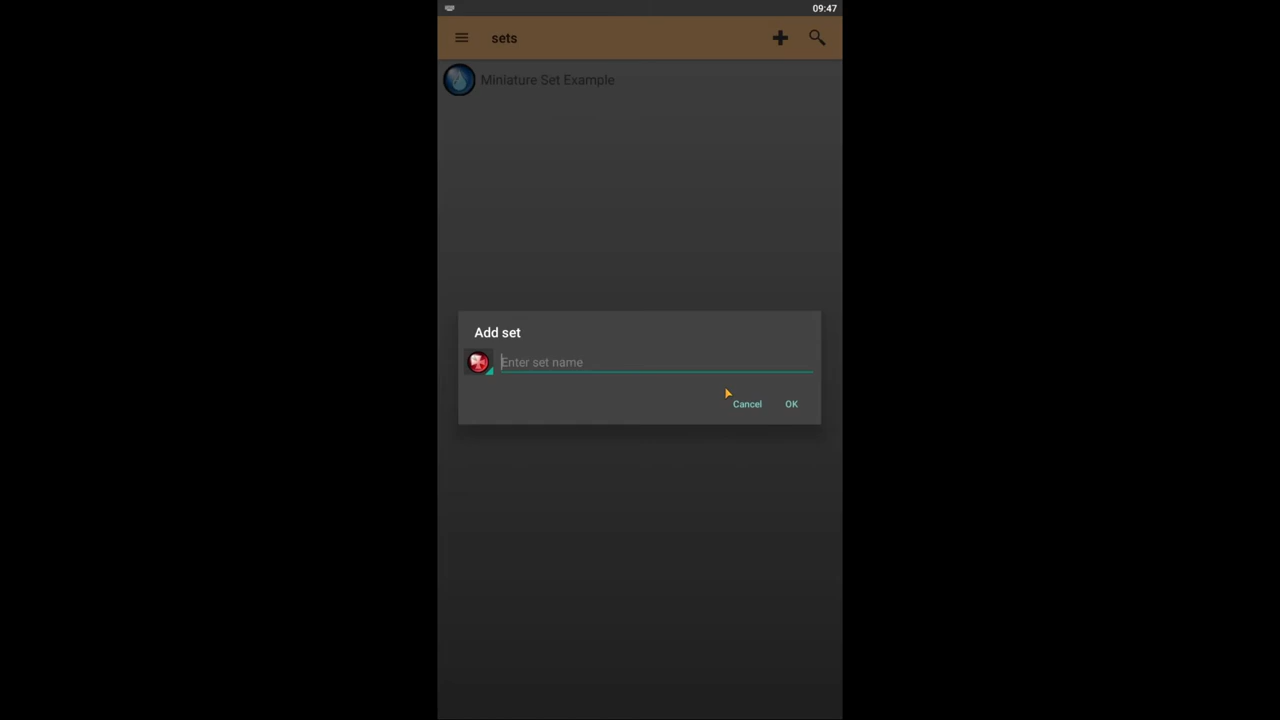 09:47
sets
Miniature Set Example
Add set
Enter set name
Cancel OK